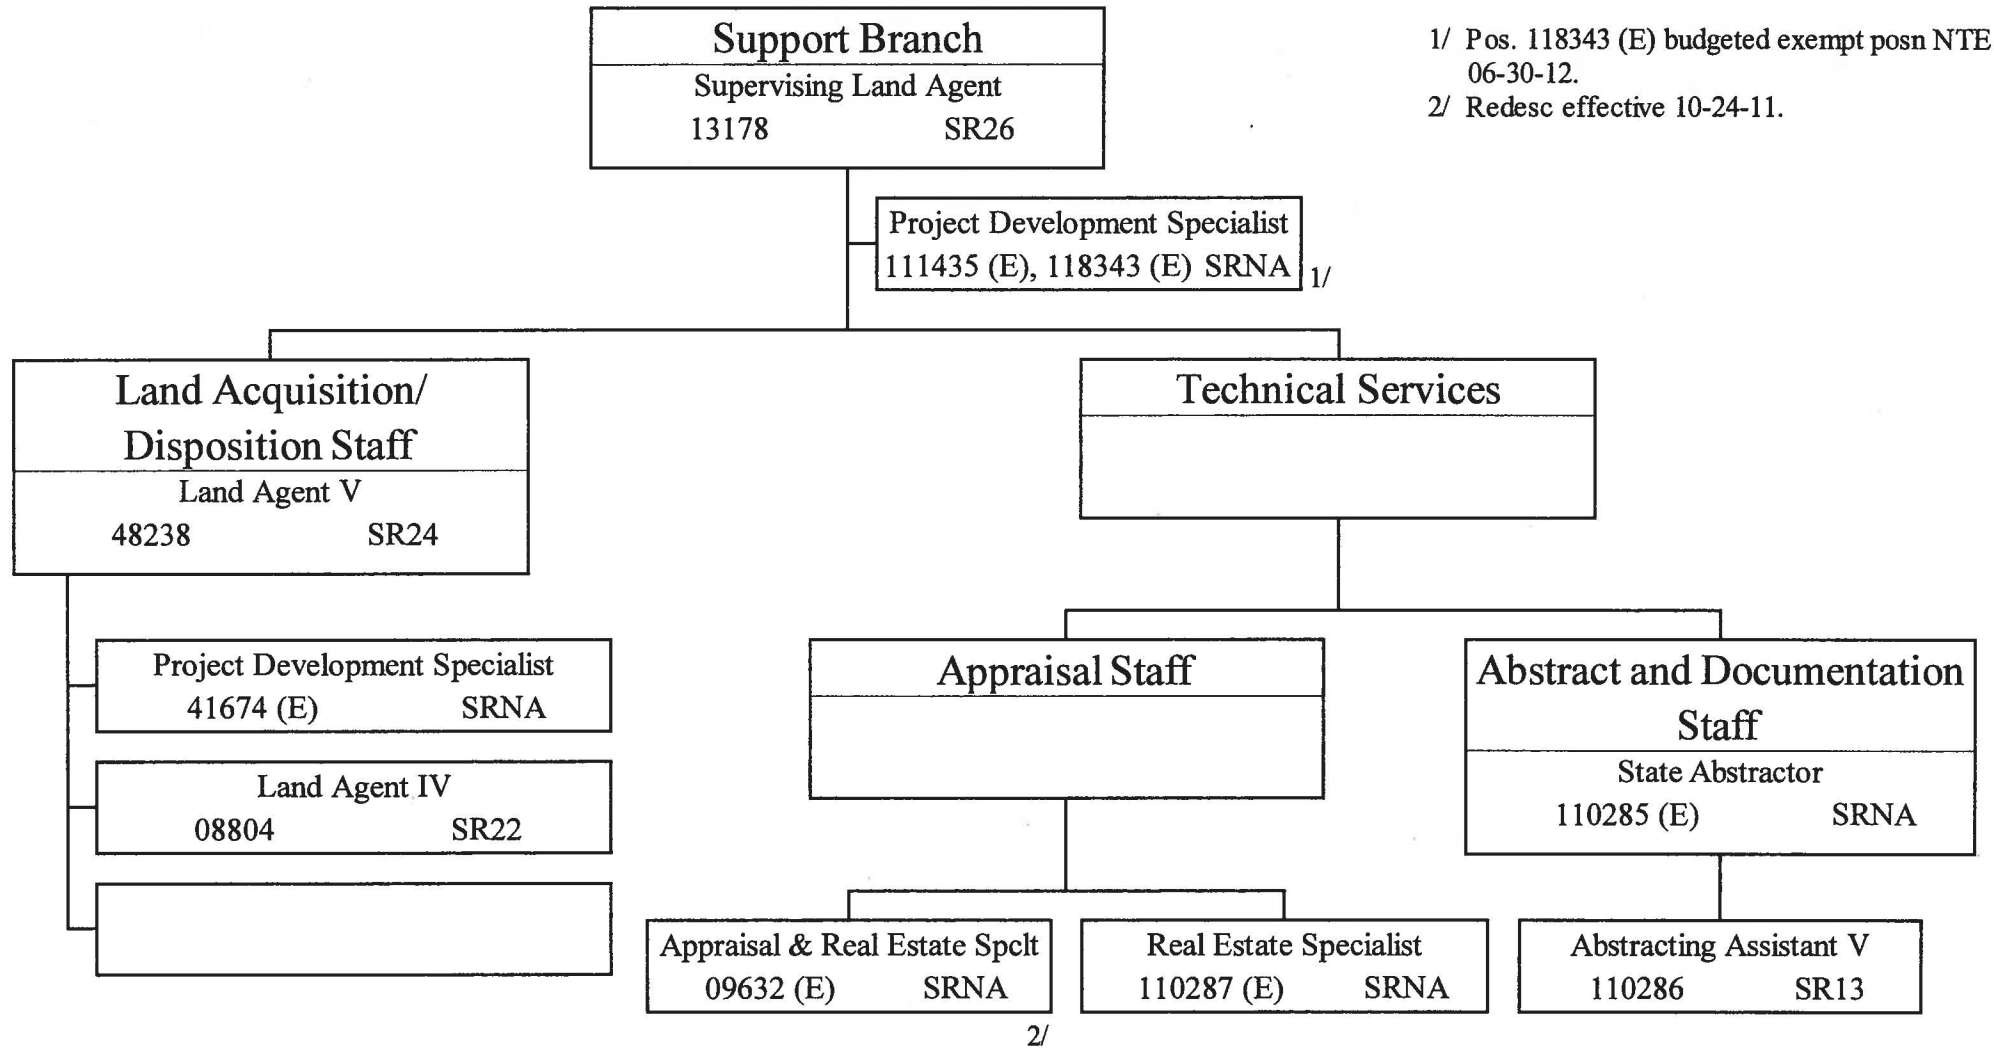 Support Branch
Supervising Land Agent
13178 SR26
1/ Pos. 118343 (E) budgeted exempt posn NTE
06-30-12.
2/ Redesc effective 10-24-11.
Project Development Specialist
111435 (E), 118343 (E) SRNA
1/
Land Acquisition/
Disposition Staff
Land Agent V
48238 SR24
Technical Services
Project Development Specialist
41674 (E) SRNA
Land Agent IV
08804 SR22
Appraisal Staff
Abstract and Documentation
Staff
State Abstractor
110285 (E) SRNA
Appraisal & Real Estate Spclt
09632 (E) SRNA
2/
Real Estate Specialist
110287 (E) SRNA
Abstracting Assistant V
110286 SR13